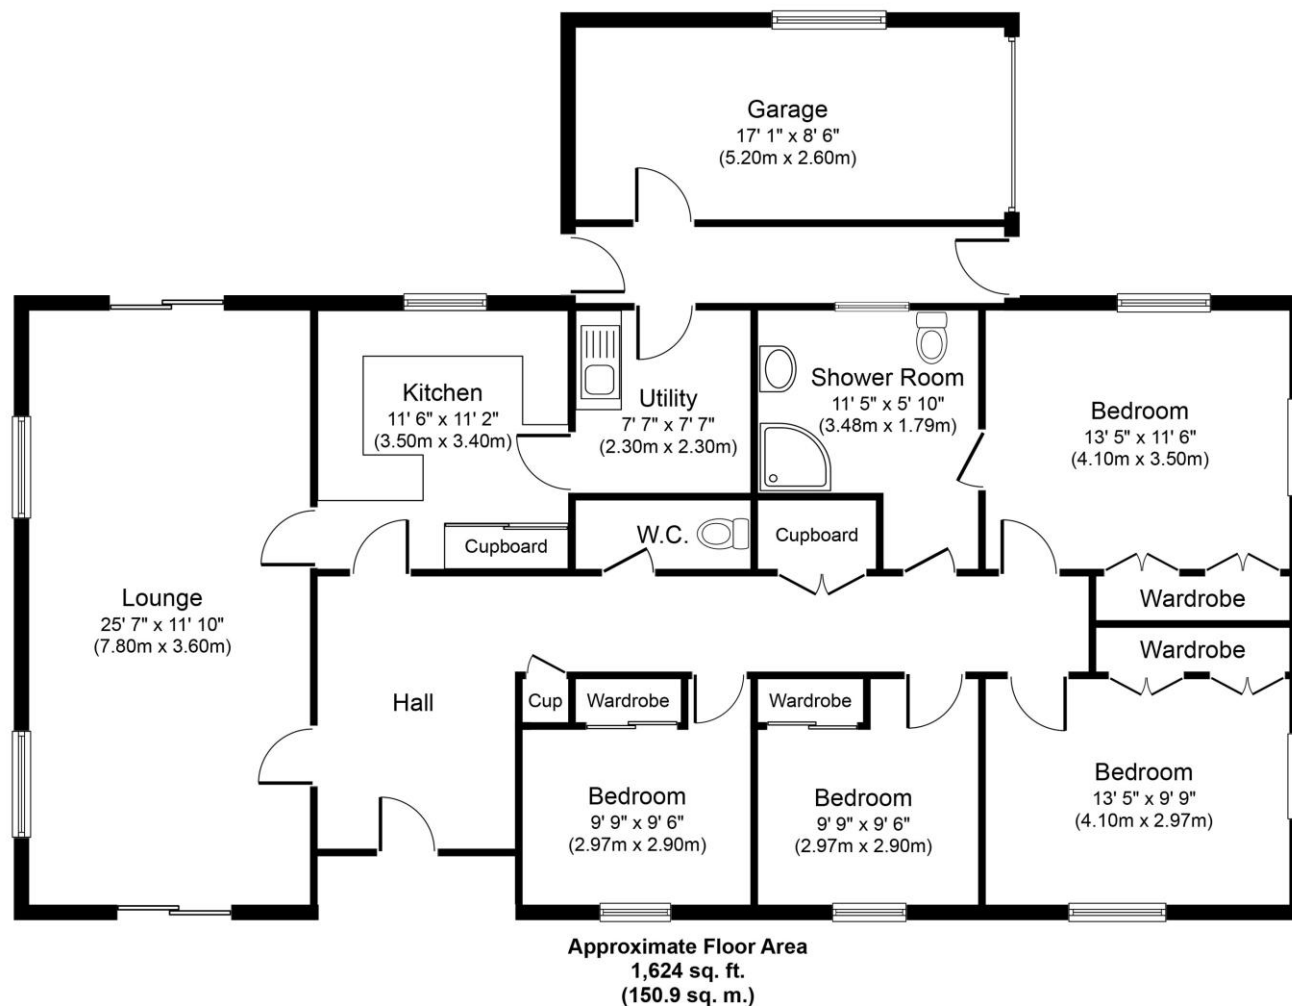 Garage
17' 1" x 8' 6"
(5.20m x 2.60m)
Kitchen
11' 6" x 11' 2"
(3.50m x 3.40m)
Utility
7' 7" x 7' 7"
(2.30m x 2.30m)
Shower Room
11' 5" x 5' 10"
(3.48m x 1.79m)
Bedroom
13' 5" x 11' 6"
(4.10m x 3.50m)
Cupboard
W.C.
Cupboard
Lounge
25' 7" x 11' 10"
(7.80m x 3.60m)
Wardrobe
Wardrobe
Hall
Cup
Wardrobe
Wardrobe
Bedroom
9' 9" x 9' 6"
(2.97m x 2.90m)
Bedroom
9' 9" x 9' 6"
(2.97m x 2.90m)
Bedroom
13' 5" x 9' 9"
(4.10m x 2.97m)
Approximate Floor Area
1,624 sq. ft.
(150.9 sq. m.)